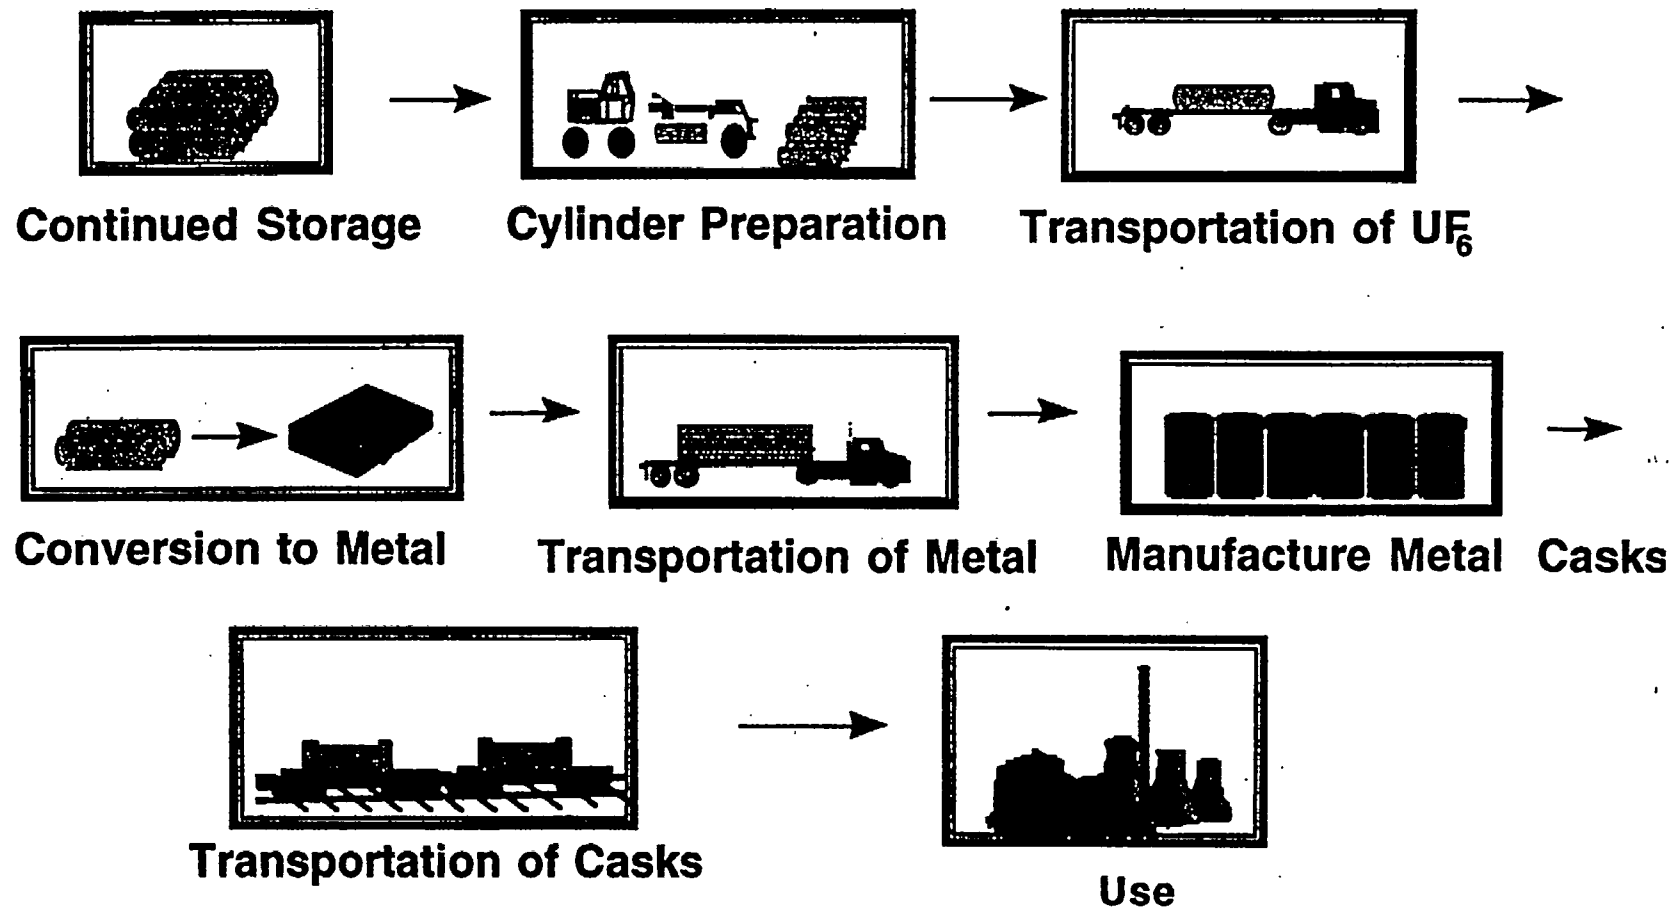 Continued Storage
Cylinder Preparation
Transportation of UF6
Conversion to Metal
Transportation of Metal
Manufacture Metal Casks
Transportation of Casks
Use